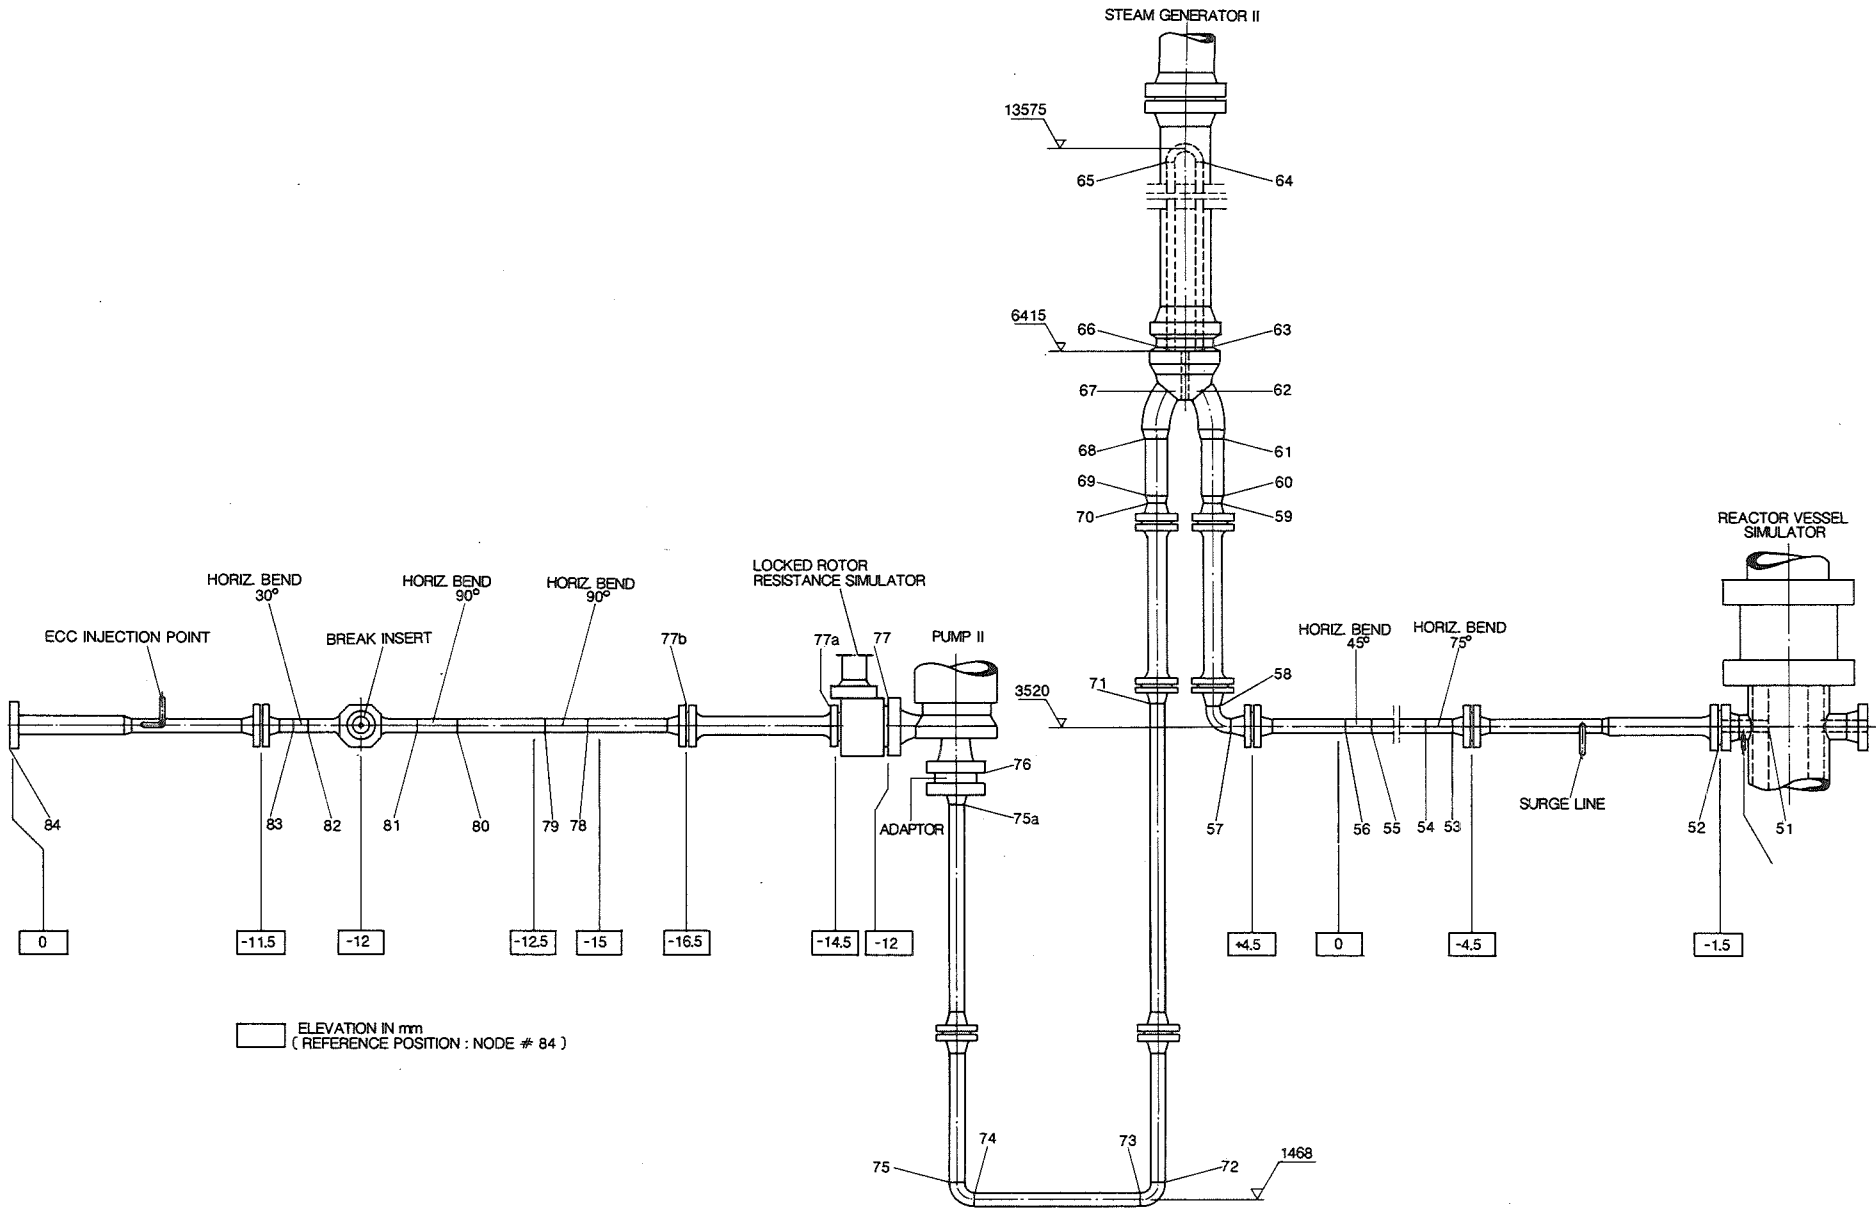 STEAM GENERATOR II
13575
65
64
6415
66
63
67
62
68
61
69
60
70
59
REACTOR VESSEL
SIMULATOR
LOCKED ROTOR
RESISTANCE SIMULATOR
HORIZ. BEND
30°
HORIZ. BEND
90°
HORIZ. BEND
90°
ECC INJECTION POINT
BREAK INSERT
77b
77a
77
PUMP II
HORIZ. BEND
45°
HORIZ. BEND
75°
71
58
3520
76
ADAPTOR
75a
SURGE LINE
84
83
82
81
80
79
78
57
56
55
54
53
52
51
0
-11.5
-12
-12.5
-15
-16.5
-14.5
-12
+4.5
0
-4.5
-1.5
ELEVATION IN mm
( REFERENCE POSITION : NODE # 84 )
74
73
75
72
1468